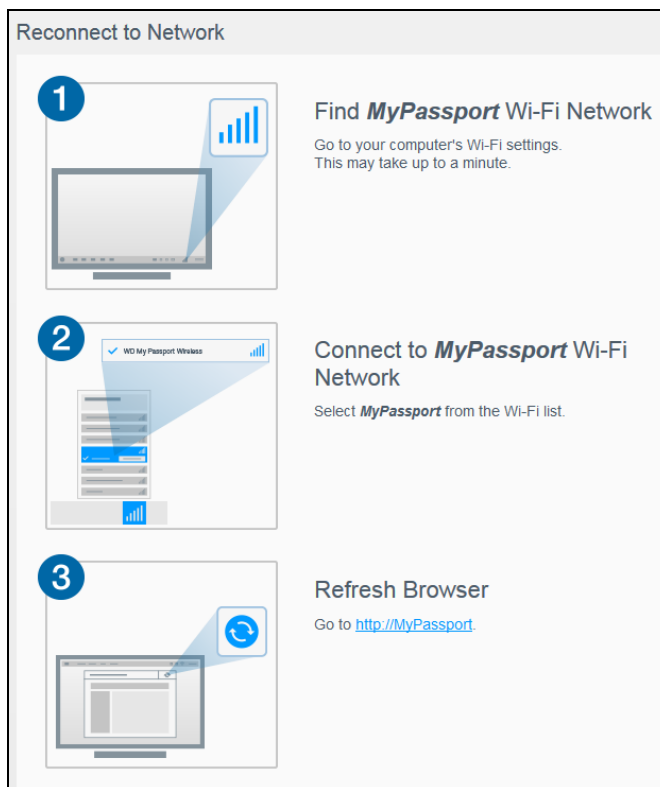 Reconnect to Network
1
Find MyPassport Wi-Fi Network
Go to your computer's Wi-Fi settings.
This may take up to a minute.
2
WD My Passport Wireless
Connect to MyPassport Wi-Fi
Network
Select MyPassport from the Wi-Fi list.
3
Refresh Browser
Go to http://MyPassport.